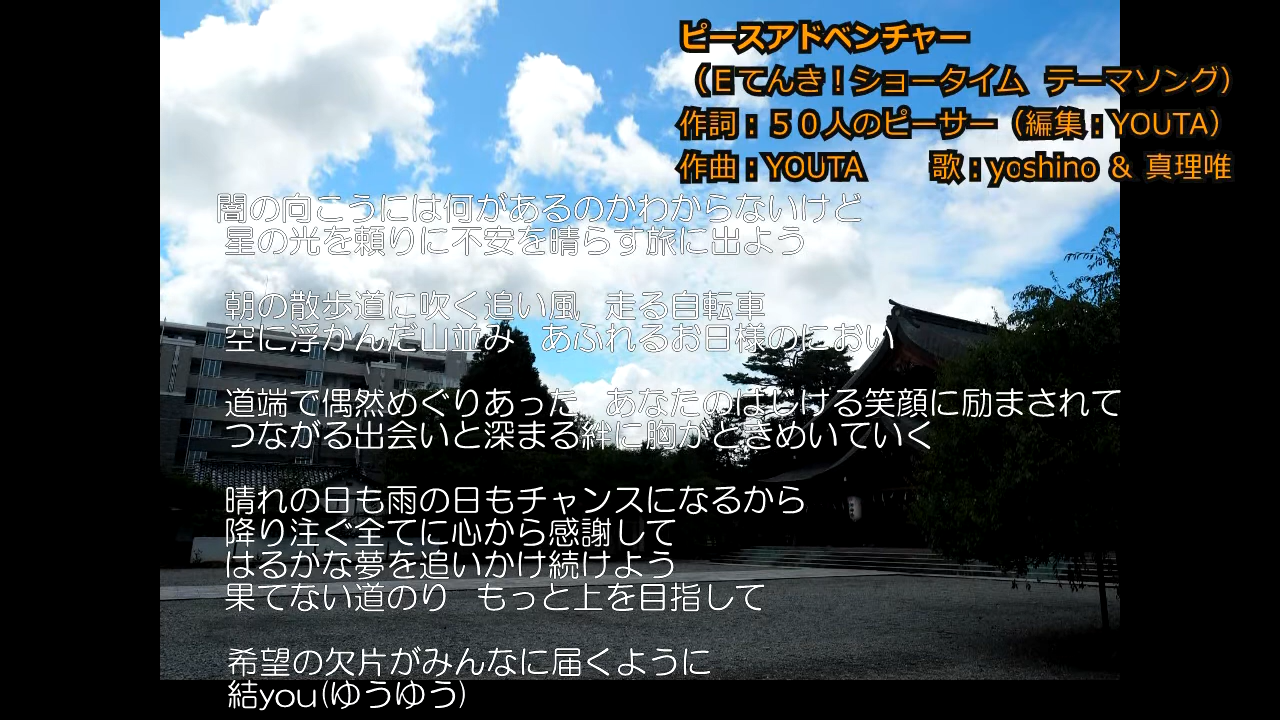 ピースアドベンチャー
（Ｅてんき！ショータイム テーマソング）
作詞：５０人のピーサー（編集：YOUTA）
作曲：YOUTA 歌：yoshino ＆ 真理唯
闇の向こうには何があるのかわからないけど
星の光を頼りに不安を晴らす旅に出よう
朝の散歩道に吹く追い風 走る自転車
空に浮かんだ山並み あふれるお日様のにおい
道端で偶然めぐりあった あなたのはじける笑顔に励まされて
つながる出会いと深まる絆に胸がときめいていく
晴れの日も雨の日もチャンスになるから
降り注ぐ全てに心から感謝して
はるかな夢を追いかけ続けよう
果てない道のり もっと上を目指して
希望の欠片がみんなに届くように
結you(ゆうゆう)